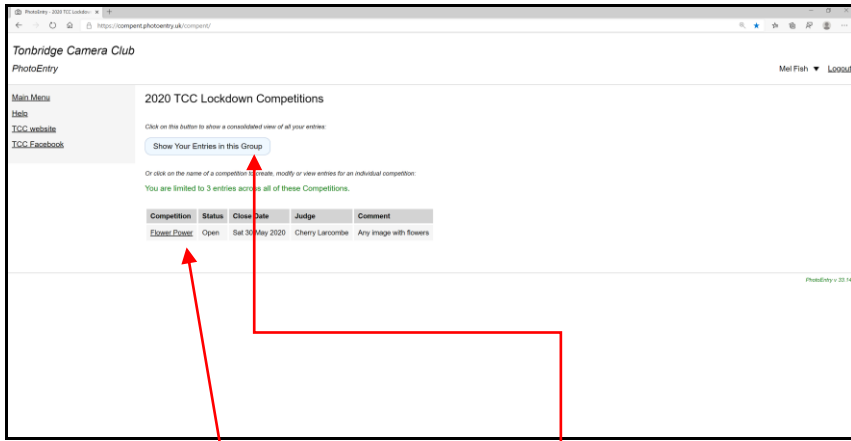 PhotoEntry - 2020 TCC Lockdow
https://compent.photoentry.uk/compent/
Tonbridge Camera Club
PhotoEntry
Mel Fish ▼ Logout
Main Menu
Help
TCC website
TCC Facebook
2020 TCC Lockdown Competitions
Click on this button to show a consolidated view of all your entries:
Show Your Entries in this Group
Or click on the name of a competition to create, modify or view entries for an individual competition:
You are limited to 3 entries across all of these Competitions.
Competition Status Close Date Judge Comment
Flower Power Open Sat 30 May 2020 Cherry Larcombe Any image with flowers
PhotoEntry v 20.14